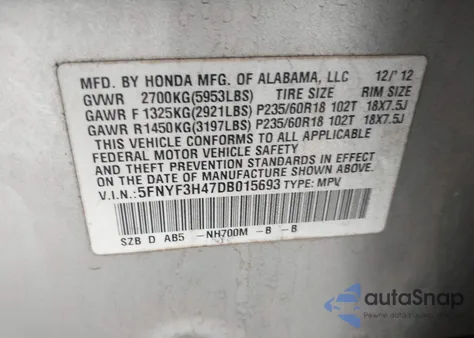 MFD. BY HONDA MFG. OF ALABAMA, LLC 12/'12
GVWR 2700KG(5953LBS) TIRE SIZE RIM SIZE
GAWR F 1325KG(2921LBS) P235/60R18 102T 18X7.5J
GAWR R1450KG(3197LBS) P235/60R18 102T 18X7.5J
THIS VEHICLE CONFORMS TO ALL APPLICABLE
FEDERAL MOTOR VEHICLE SAFETY
AND THEFT PREVENTION STANDARDS IN EFFECT ON
THE DATE OF MANUFACTURE SHOWN ABOVE.
V.I.N.:5FNYF3H47DB015693 TYPE: MPV
SZB D AB5 -NH700M -B -B
autoSnap